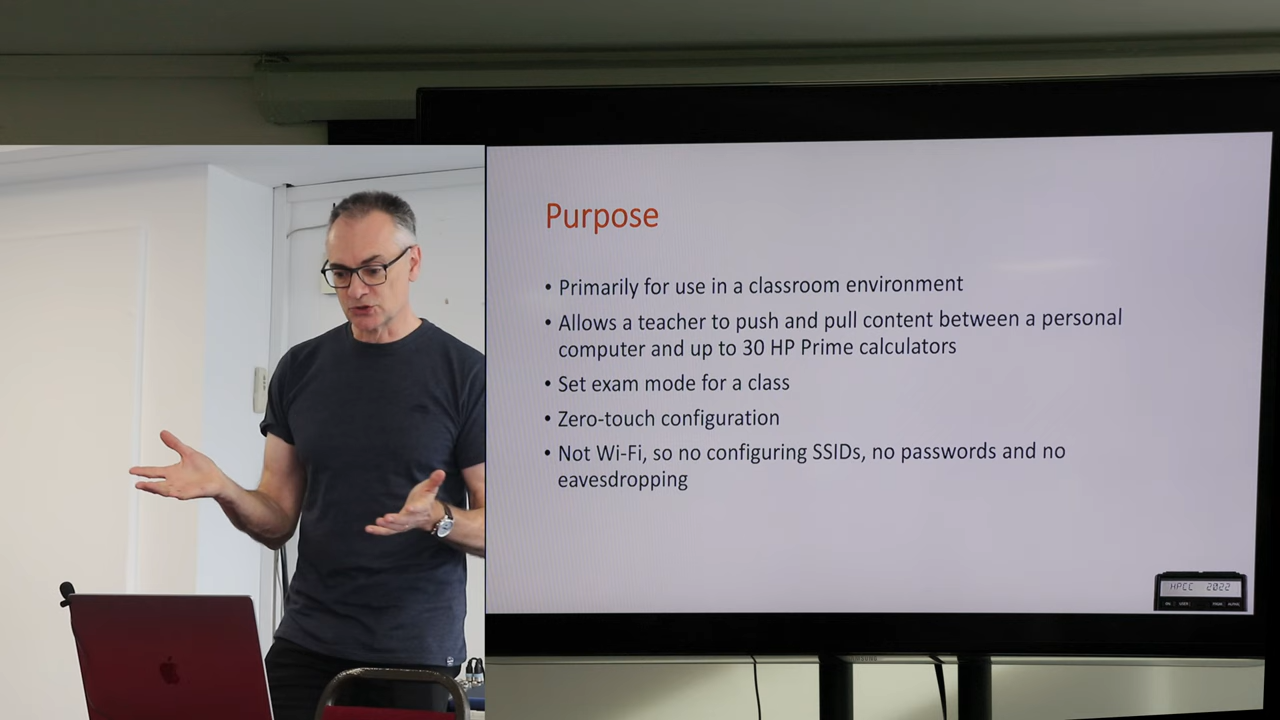 Purpose
• Primarily for use in a classroom environment
• Allows a teacher to push and pull content between a personal
computer and up to 30 HP Prime calculators
• Set exam mode for a class
• Zero-touch configuration
• Not Wi-Fi, so no configuring SSIDs, no passwords and no
eavesdropping
HPCC 2022
SAMSUNG